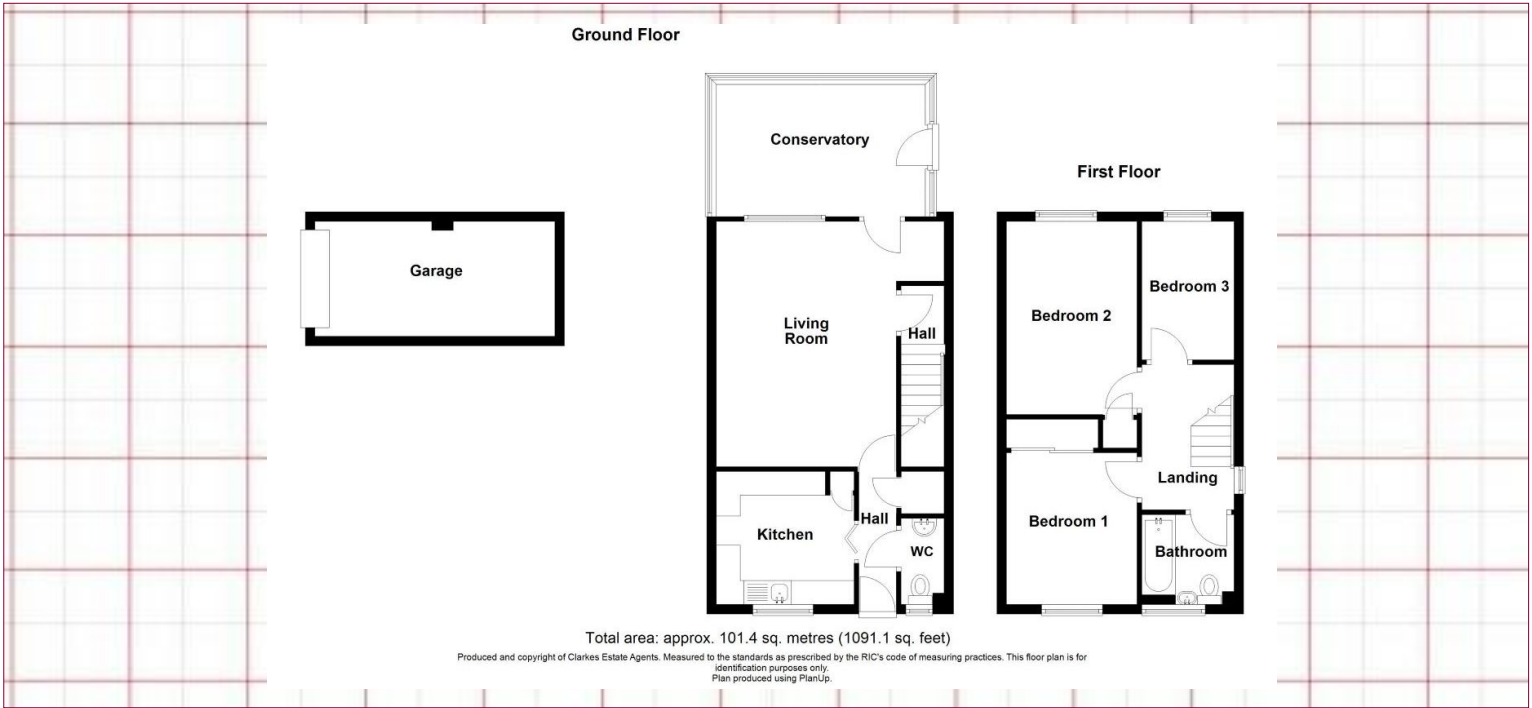 Ground Floor
Conservatory
First Floor
Garage
Living
Room
Hall
Bedroom 2
Bedroom 3
Kitchen
Hall
WC
Bedroom 1
Landing
Bathroom
Total area: approx. 101.4 sq. metres (1091.1 sq. feet)
Produced and copyright of Clarkes Estate Agents. Measured to the standards as prescribed by the RIC's code of measuring practices. This floor plan is for
identification purposes only.
Plan produced using PlanUp.